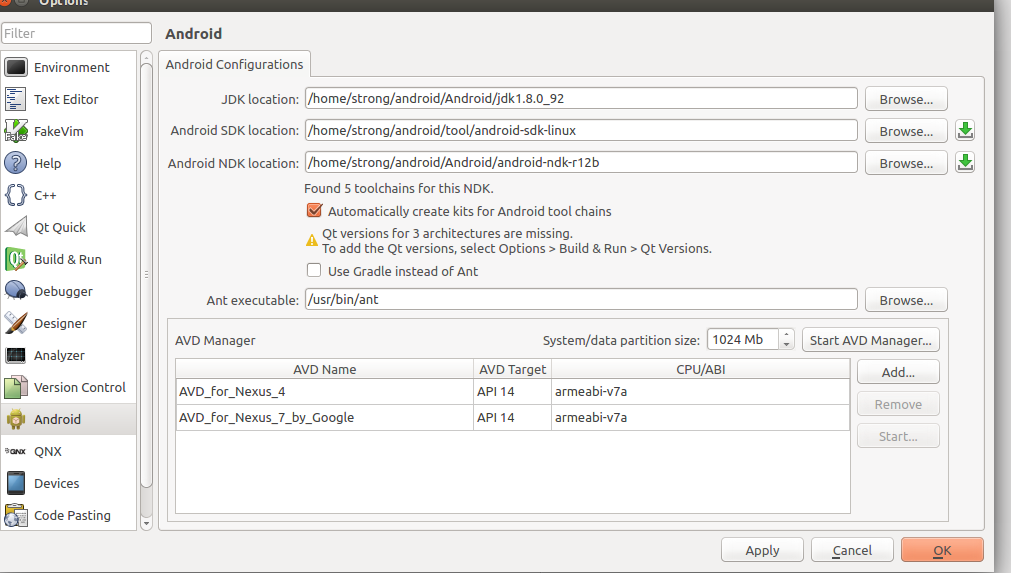 Options
Filter
Android
Environment
Text Editor
FakeVim
Help
C++
Qt Quick
Build & Run
Debugger
Designer
Analyzer
Version Control
Android
QNX
Devices
Code Pasting
Android Configurations
JDK location: /home/strong/android/Android/jdk1.8.0_92 Browse...
Android SDK location: /home/strong/android/tool/android-sdk-linux Browse...
Android NDK location: /home/strong/android/Android/android-ndk-r12b Browse...
Found 5 toolchains for this NDK.
Automatically create kits for Android tool chains
Qt versions for 3 architectures are missing.
To add the Qt versions, select Options > Build & Run > Qt Versions.
Use Gradle instead of Ant
Ant executable: /usr/bin/ant Browse...
AVD Manager System/data partition size: 1024 Mb Start AVD Manager...
AVD Name AVD Target CPU/ABI Add...
AVD_for_Nexus_4 API 14 armeabi-v7a
Remove
AVD_for_Nexus_7_by_Google API 14 armeabi-v7a
Start...
Apply Cancel OK